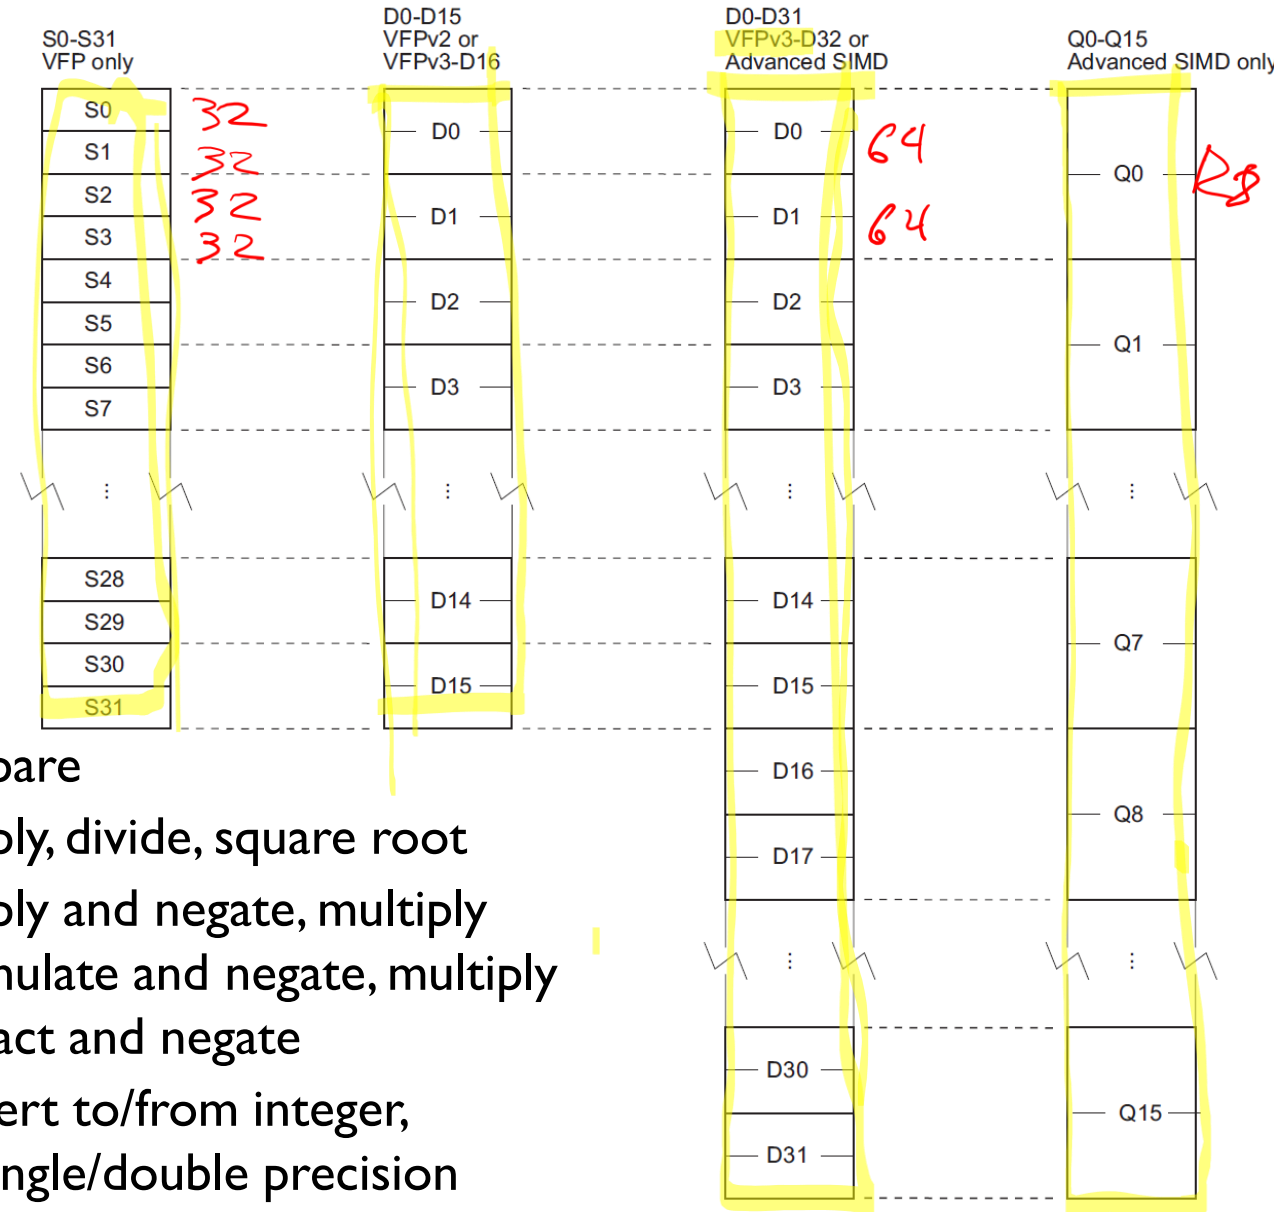 S0-S31
VFP only
D0-D15
VFPv2 or
VFPv3-D16
D0-D31
VFPv3-D32 or
Advanced SIMD
Q0-Q15
Advanced SIMD only
S0
S1
S2
S3
S4
S5
S6
S7
⋮
S28
S29
S30
S31
32
32
32
32
D0
D1
D2
D3
⋮
D14
D15
D0
D1
D2
D3
⋮
D14
D15
D16
D17
⋮
D30
D31
64
64
Q0
Q1
⋮
Q7
Q8
⋮
Q15
pare
ply, divide, square root
ply and negate, multiply
nulate and negate, multiply
act and negate
ert to/from integer,
ngle/double precision